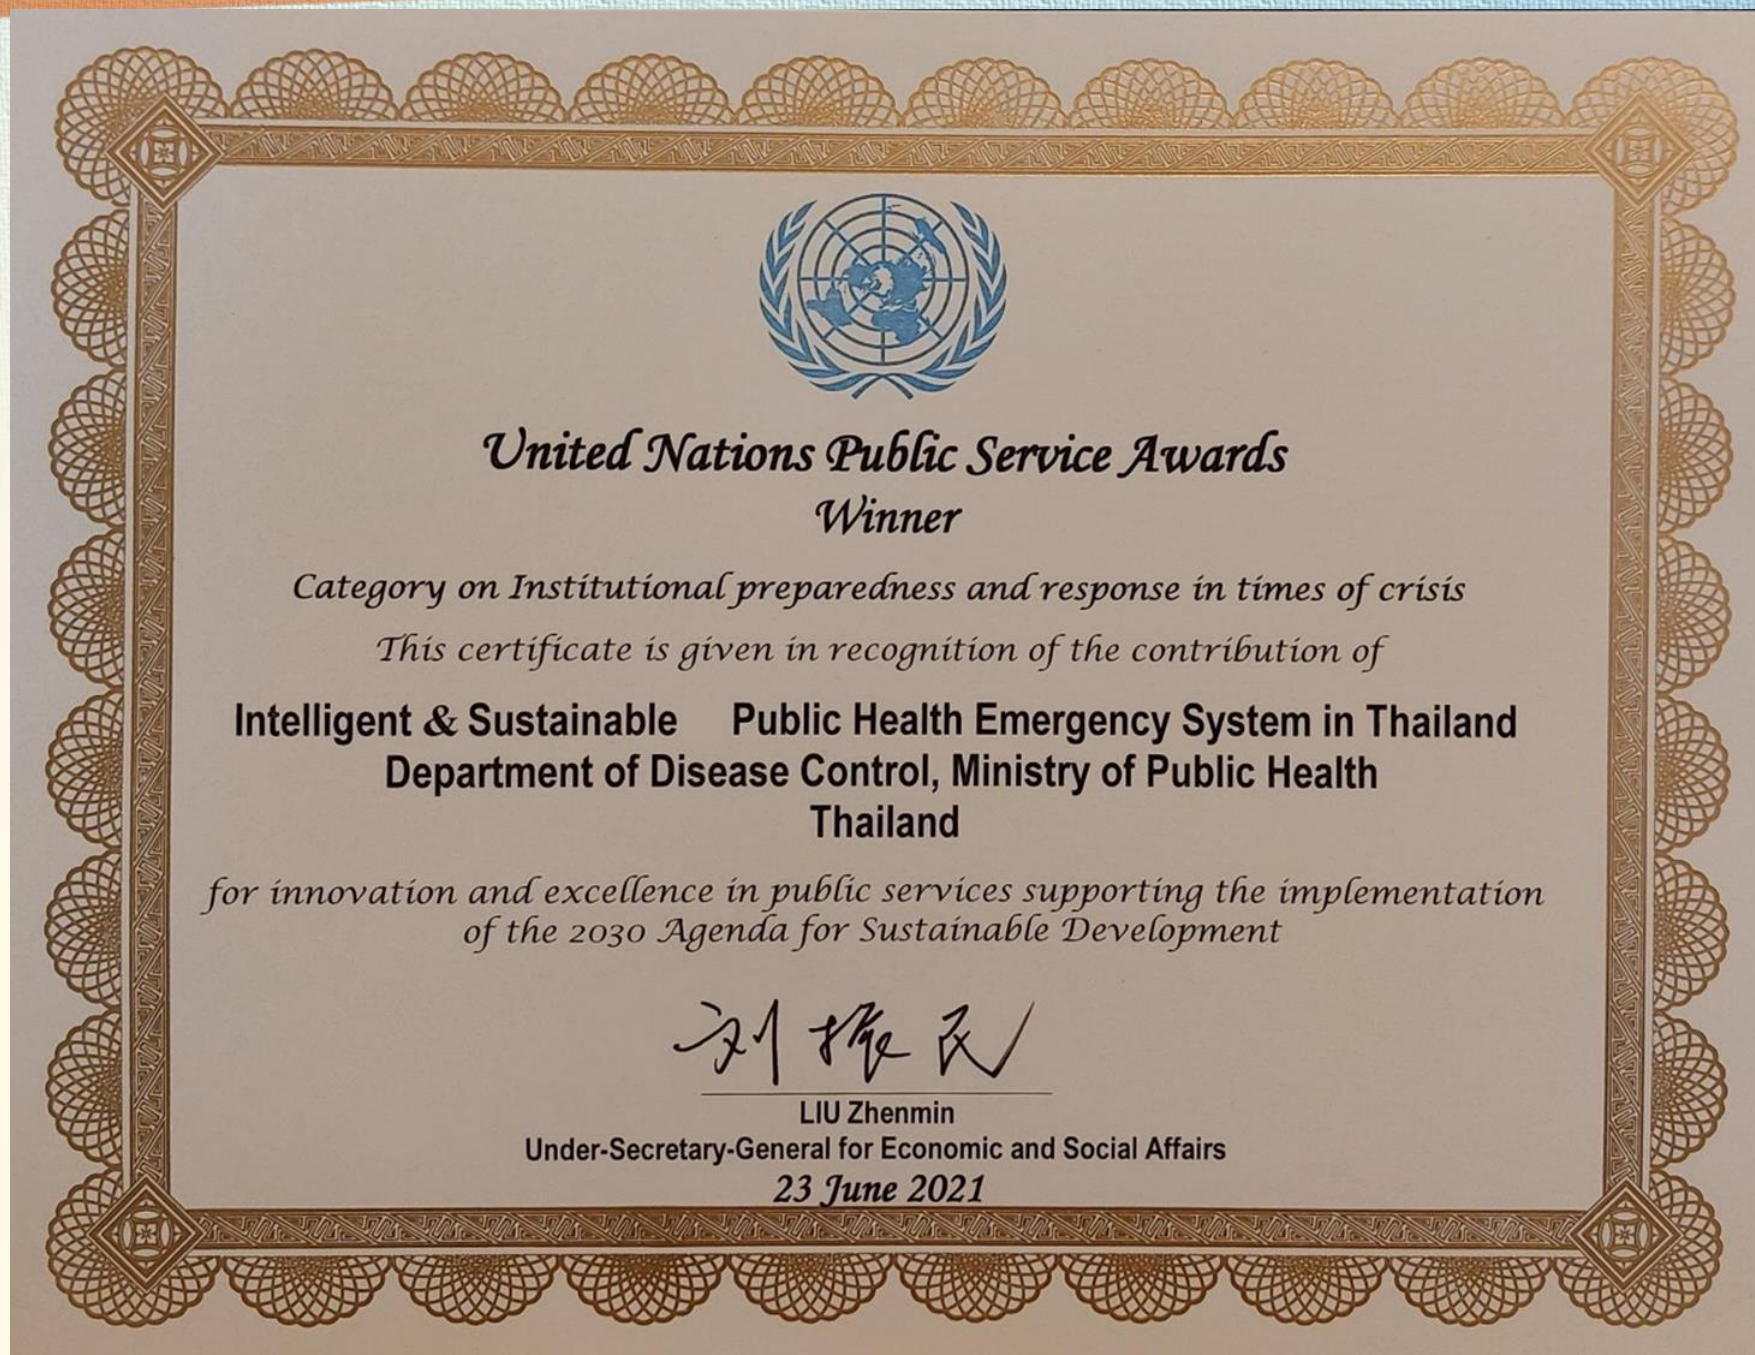 United Nations Public Service Awards
Winner
Category on Institutional preparedness and response in times of crisis
This certificate is given in recognition of the contribution of
Intelligent & Sustainable Public Health Emergency System in Thailand
Department of Disease Control, Ministry of Public Health
Thailand
for innovation and excellence in public services supporting the implementation
of the 2030 Agenda for Sustainable Development
刘振民
LIU Zhenmin
Under-Secretary-General for Economic and Social Affairs
23 June 2021